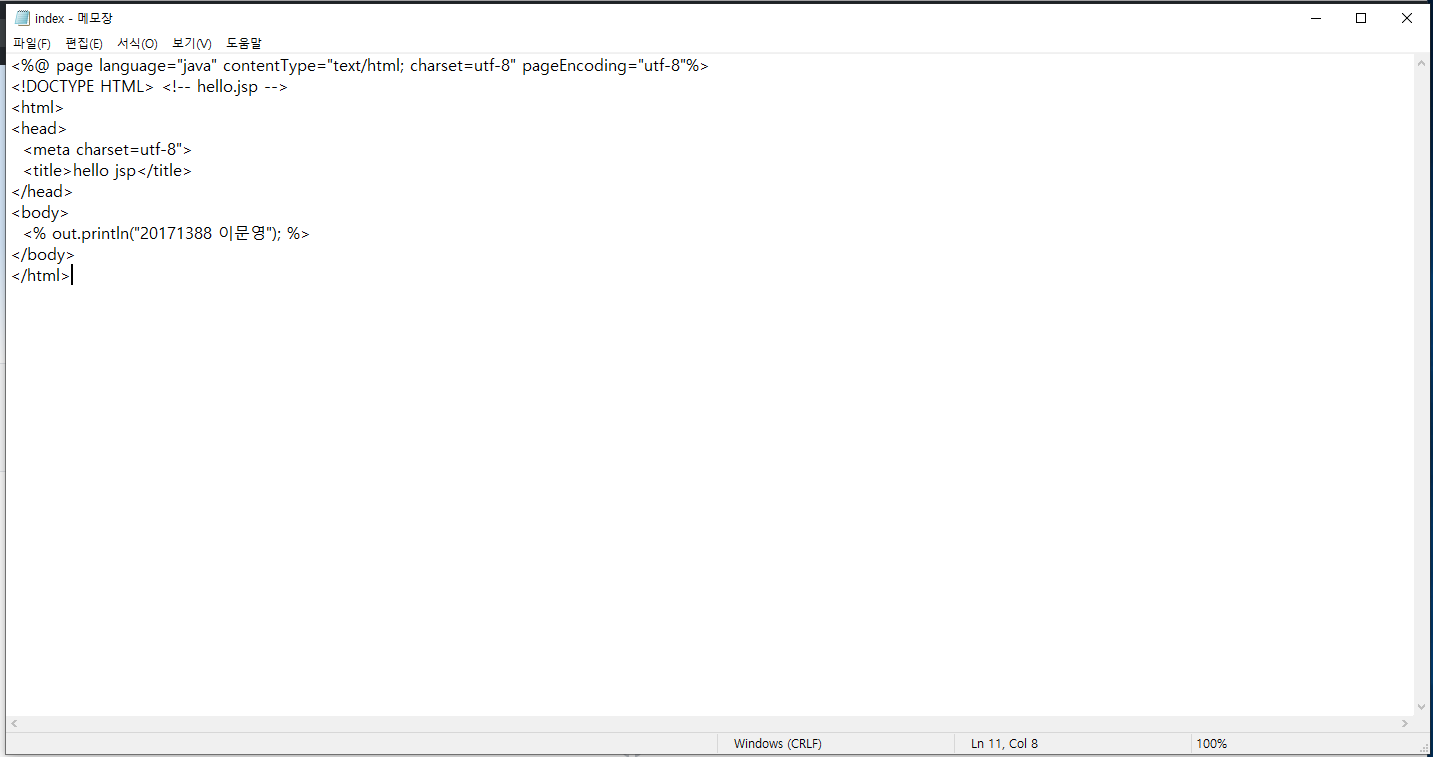 index - 메모장
파일(F) 편집(E) 서식(O) 보기(V) 도움말
<%@ page language="java" contentType="text/html; charset=utf-8" pageEncoding="utf-8"%>
<!DOCTYPE HTML> <!-- hello.jsp -->
<html>
<head>
  <meta charset=utf-8">
  <title>hello jsp</title>
</head>
<body>
  <% out.println("20171388 이문영"); %>
</body>
</html>
Windows (CRLF) Ln 11, Col 8 100%